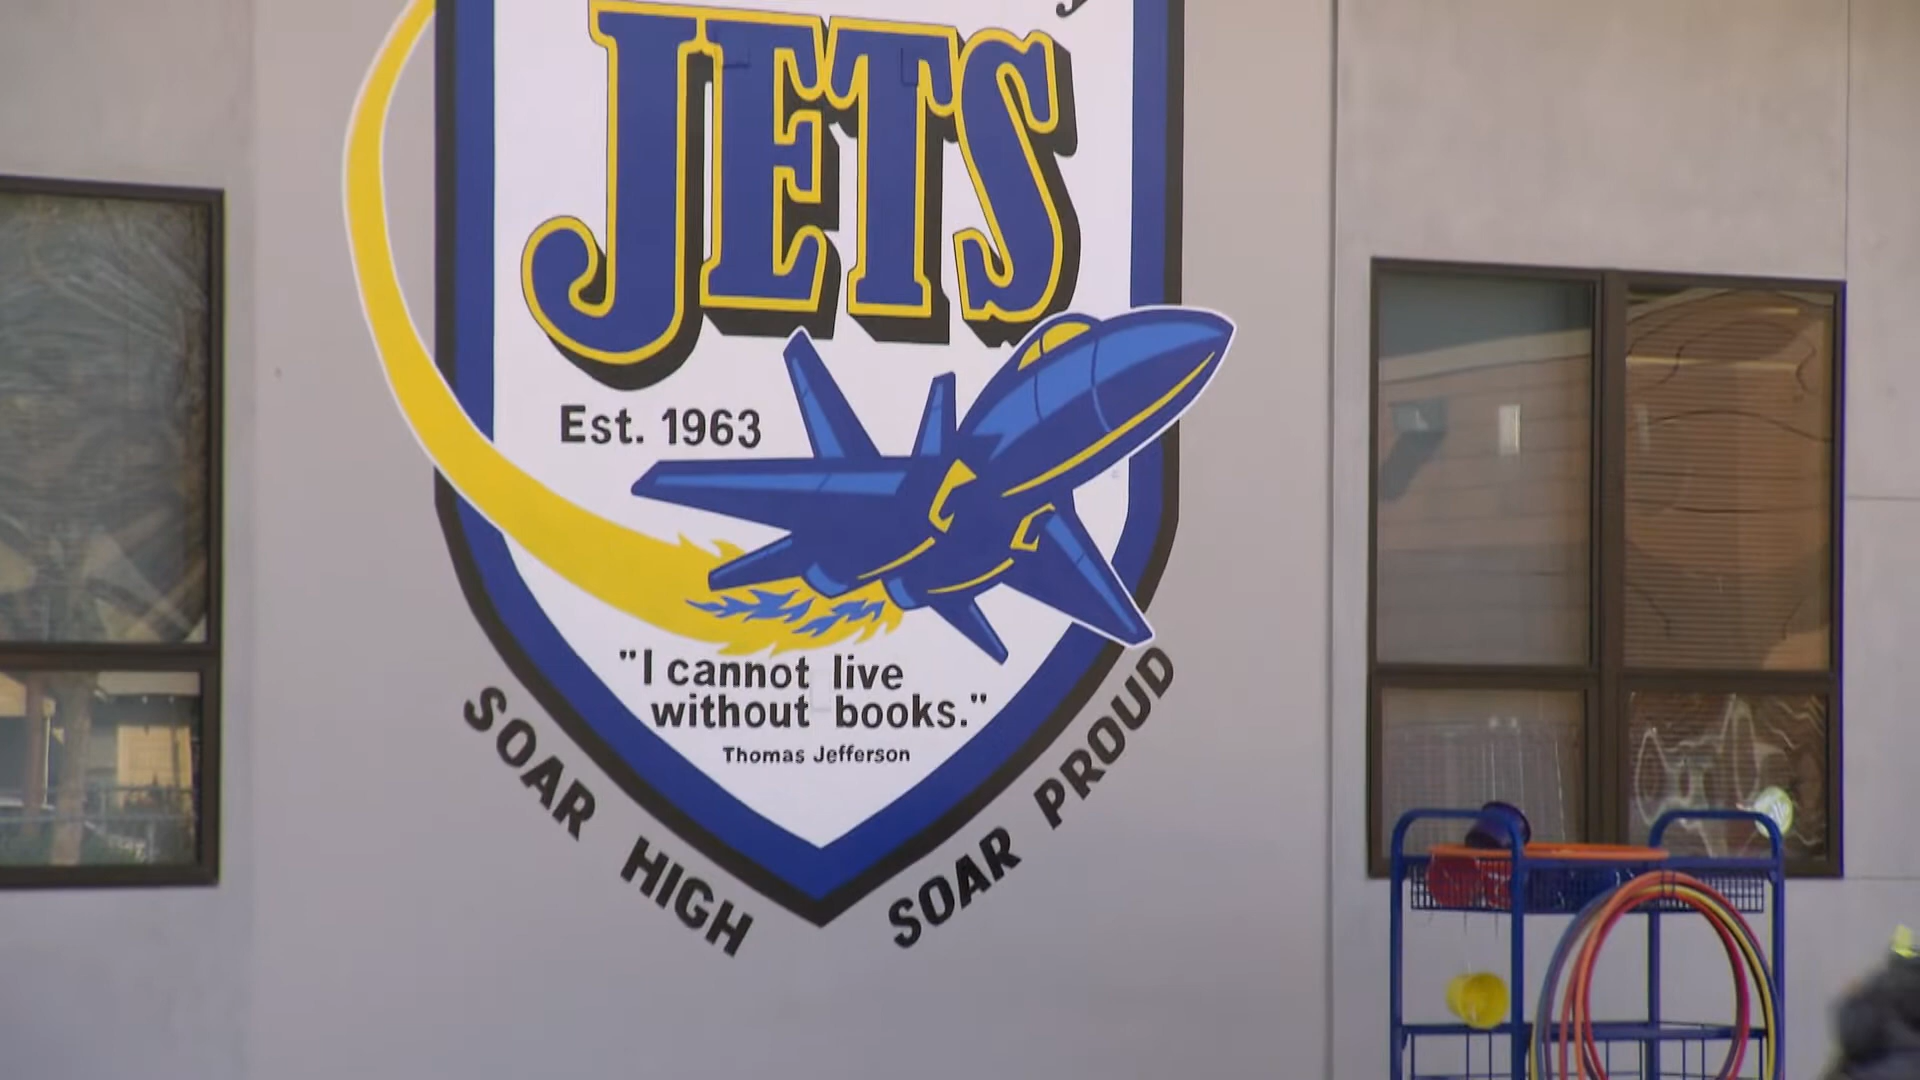 JETS
Est. 1963
"I cannot live
without books."
Thomas Jefferson
SOAR HIGH
SOAR PROUD